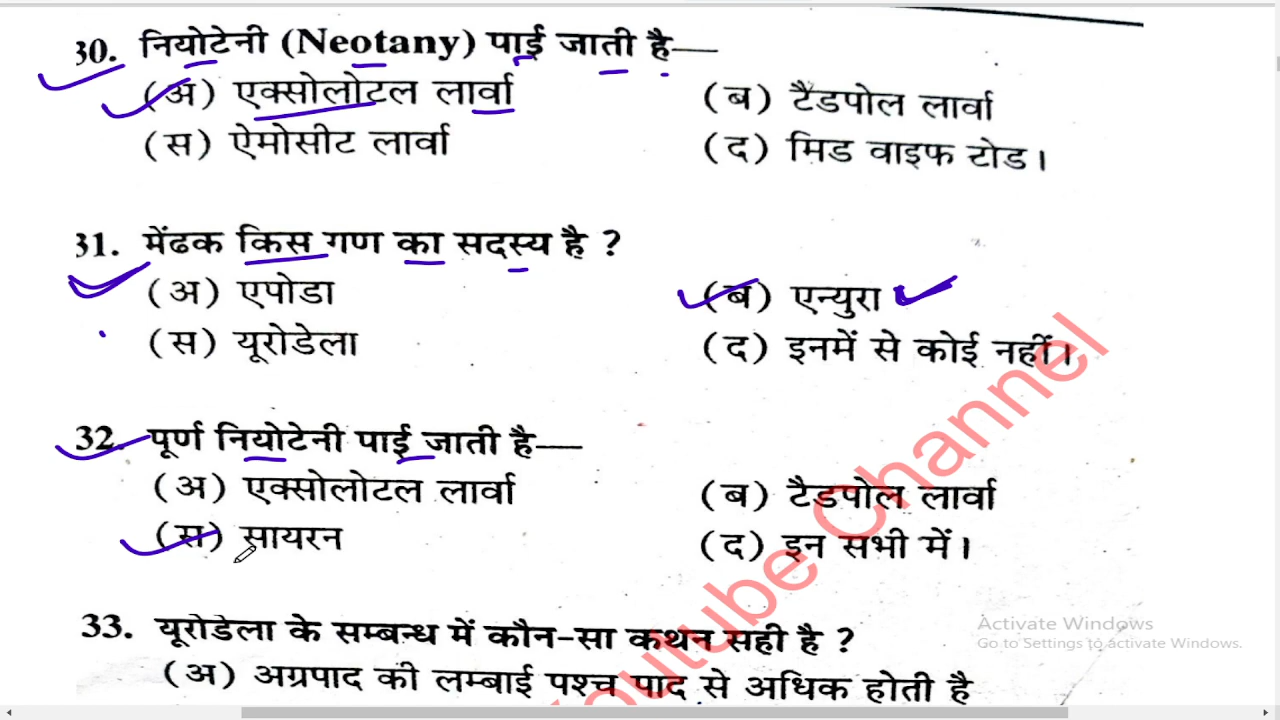 30. नियोटेनी (Neotany) पाई जाती है—
(अ) एक्सोलोटल लार्वा (ब) टैडपोल लार्वा
(स) ऐमोसीट लार्वा (द) मिड वाइफ टोड।
31. मेंढक किस गण का सदस्य है ?
(अ) एपोडा (ब) एन्युरा
(स) यूरोडेला (द) इनमें से कोई नहीं।
32. पूर्ण नियोटेनी पाई जाती है—
(अ) एक्सोलोटल लार्वा (ब) टैडपोल लार्वा
(स) सायरन (द) इन सभी में।
33. यूरोडेला के सम्बन्ध में कौन-सा कथन सही है ?
(अ) अग्रपाद की लम्बाई पश्च पाद से अधिक होती है
Youtube Channel
Activate Windows
Go to Settings to activate Windows.